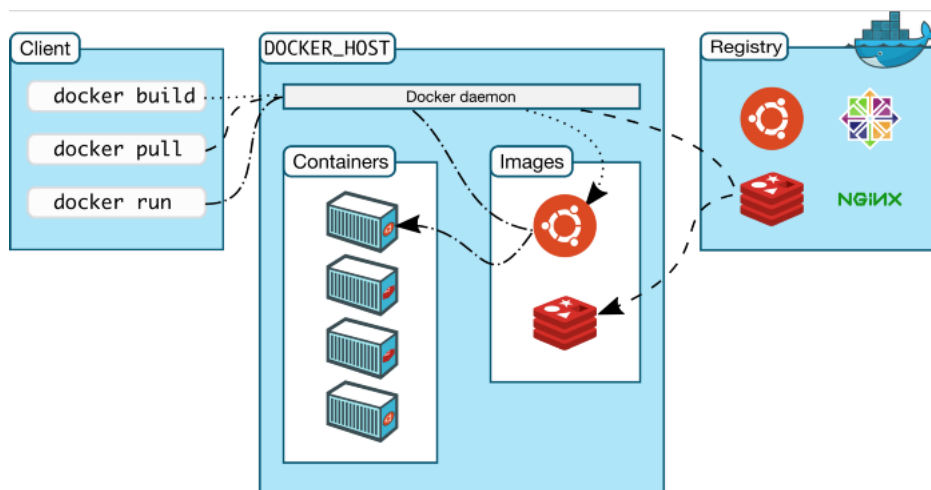 Client
docker build
docker pull
docker run
DOCKER_HOST
Docker daemon
Containers
Images
Registry
NGiNX